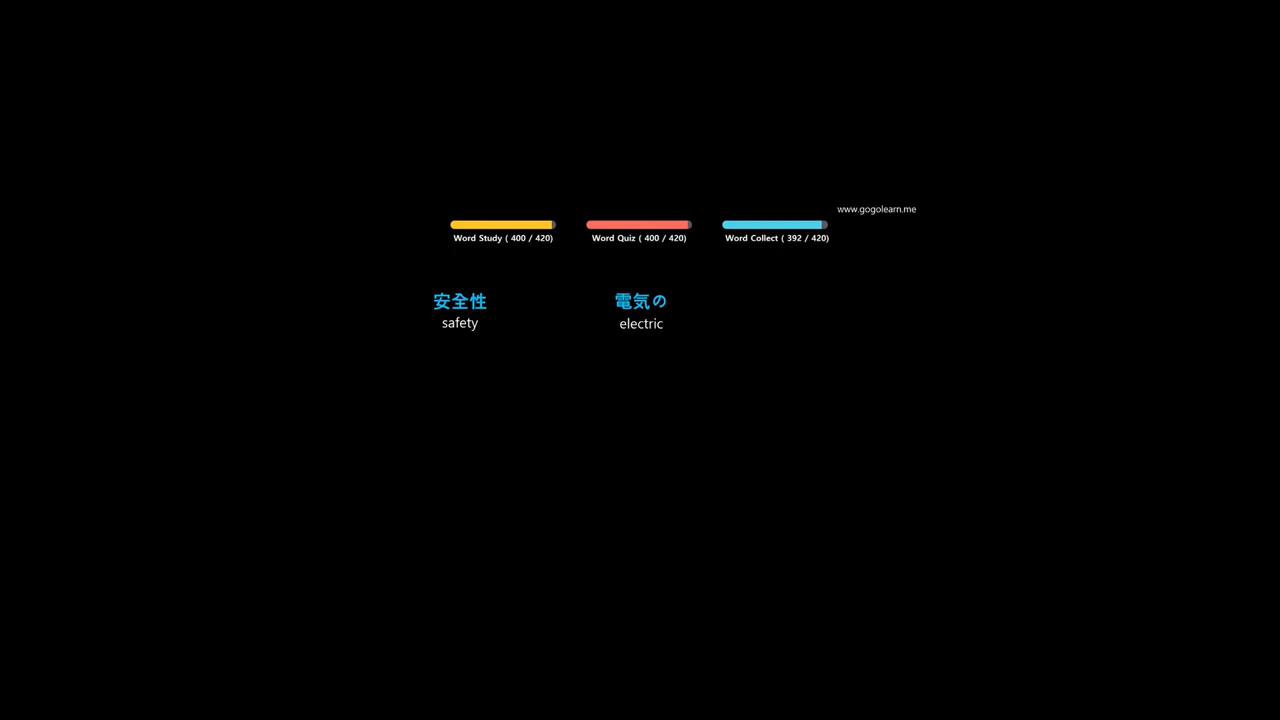 www.gogolearn.me
Word Study ( 400 / 420)
Word Quiz ( 400 / 420)
Word Collect ( 392 / 420)
安全性
safety
電気の
electric